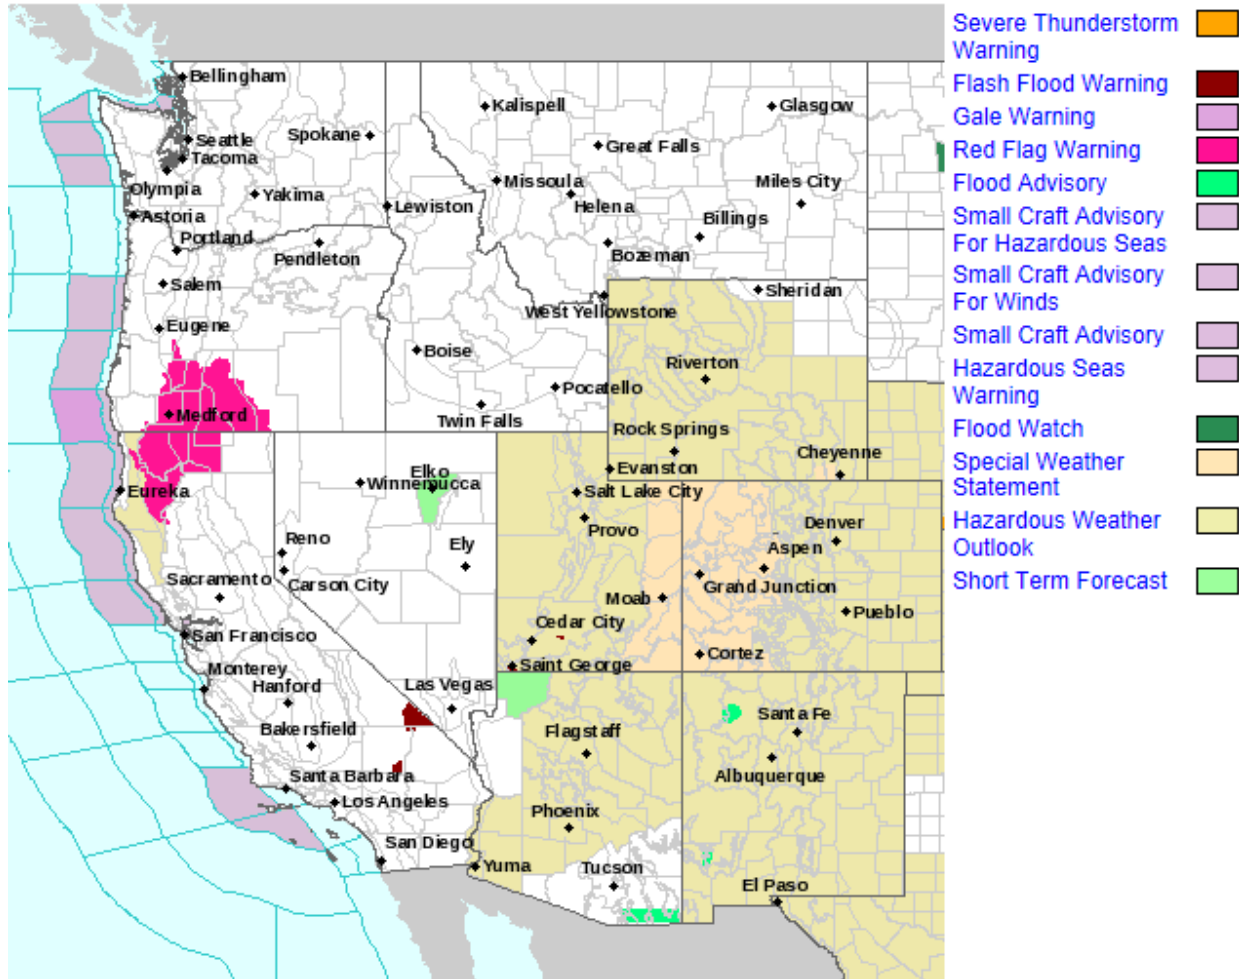 Bellingham
Kalispell
Glasgow
Seattle
Spokane
Tacoma
Great Falls
Olympia
Yakima
Missoula
Helena
Miles City
Astoria
Lewiston
Billings
Portland
Pendleton
Bozeman
Salem
West Yellowstone
Sheridan
Eugene
Boise
Riverton
Pocatello
Medford
Twin Falls
Rock Springs
Cheyenne
Elko
Evanston
Eureka
Winnemucca
Salt Lake City
Provo
Denver
Reno
Ely
Aspen
Sacramento
Carson City
Grand Junction
Moab
Pueblo
Cedar City
San Francisco
Saint George
Cortez
Monterey
Hanford
Las Vegas
Santa Fe
Bakersfield
Flagstaff
Albuquerque
Santa Barbara
Los Angeles
Phoenix
San Diego
Yuma
Tucson
El Paso
Severe Thunderstorm
Warning
Flash Flood Warning
Gale Warning
Red Flag Warning
Flood Advisory
Small Craft Advisory
For Hazardous Seas
Small Craft Advisory
For Winds
Small Craft Advisory
Hazardous Seas
Warning
Flood Watch
Special Weather
Statement
Hazardous Weather
Outlook
Short Term Forecast